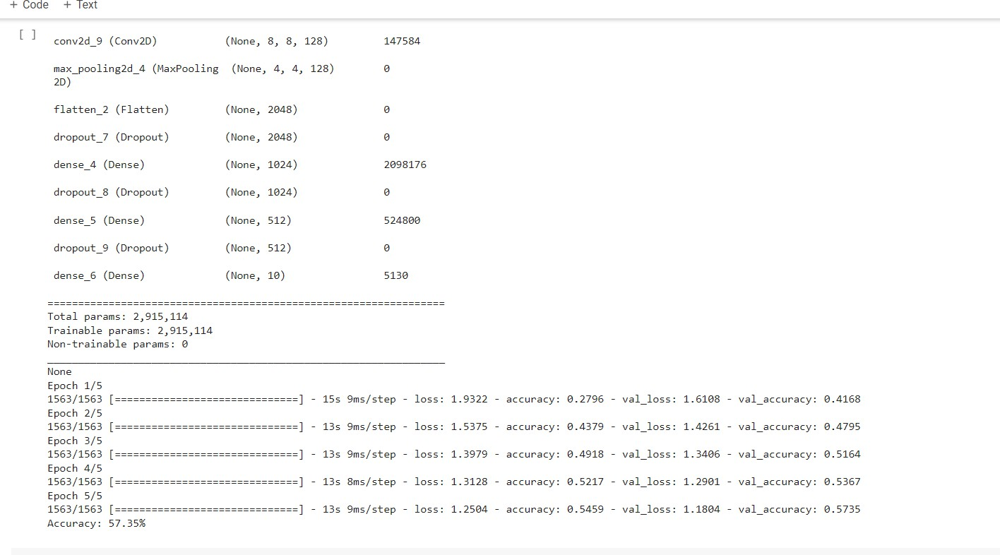 + Code + Text
[ ]
conv2d_9 (Conv2D) (None, 8, 8, 128) 147584
max_pooling2d_4 (MaxPooling (None, 4, 4, 128) 0
2D)
flatten_2 (Flatten) (None, 2048) 0
dropout_7 (Dropout) (None, 2048) 0
dense_4 (Dense) (None, 1024) 2098176
dropout_8 (Dropout) (None, 1024) 0
dense_5 (Dense) (None, 512) 524800
dropout_9 (Dropout) (None, 512) 0
dense_6 (Dense) (None, 10) 5130
=================================================================
Total params: 2,915,114
Trainable params: 2,915,114
Non-trainable params: 0
_________________________________________________________________
None
Epoch 1/5
1563/1563 [==============================] - 15s 9ms/step - loss: 1.9322 - accuracy: 0.2796 - val_loss: 1.6108 - val_accuracy: 0.4168
Epoch 2/5
1563/1563 [==============================] - 13s 9ms/step - loss: 1.5375 - accuracy: 0.4379 - val_loss: 1.4261 - val_accuracy: 0.4795
Epoch 3/5
1563/1563 [==============================] - 13s 9ms/step - loss: 1.3979 - accuracy: 0.4918 - val_loss: 1.3406 - val_accuracy: 0.5164
Epoch 4/5
1563/1563 [==============================] - 13s 8ms/step - loss: 1.3128 - accuracy: 0.5217 - val_loss: 1.2901 - val_accuracy: 0.5367
Epoch 5/5
1563/1563 [==============================] - 13s 9ms/step - loss: 1.2504 - accuracy: 0.5459 - val_loss: 1.1804 - val_accuracy: 0.5735
Accuracy: 57.35%